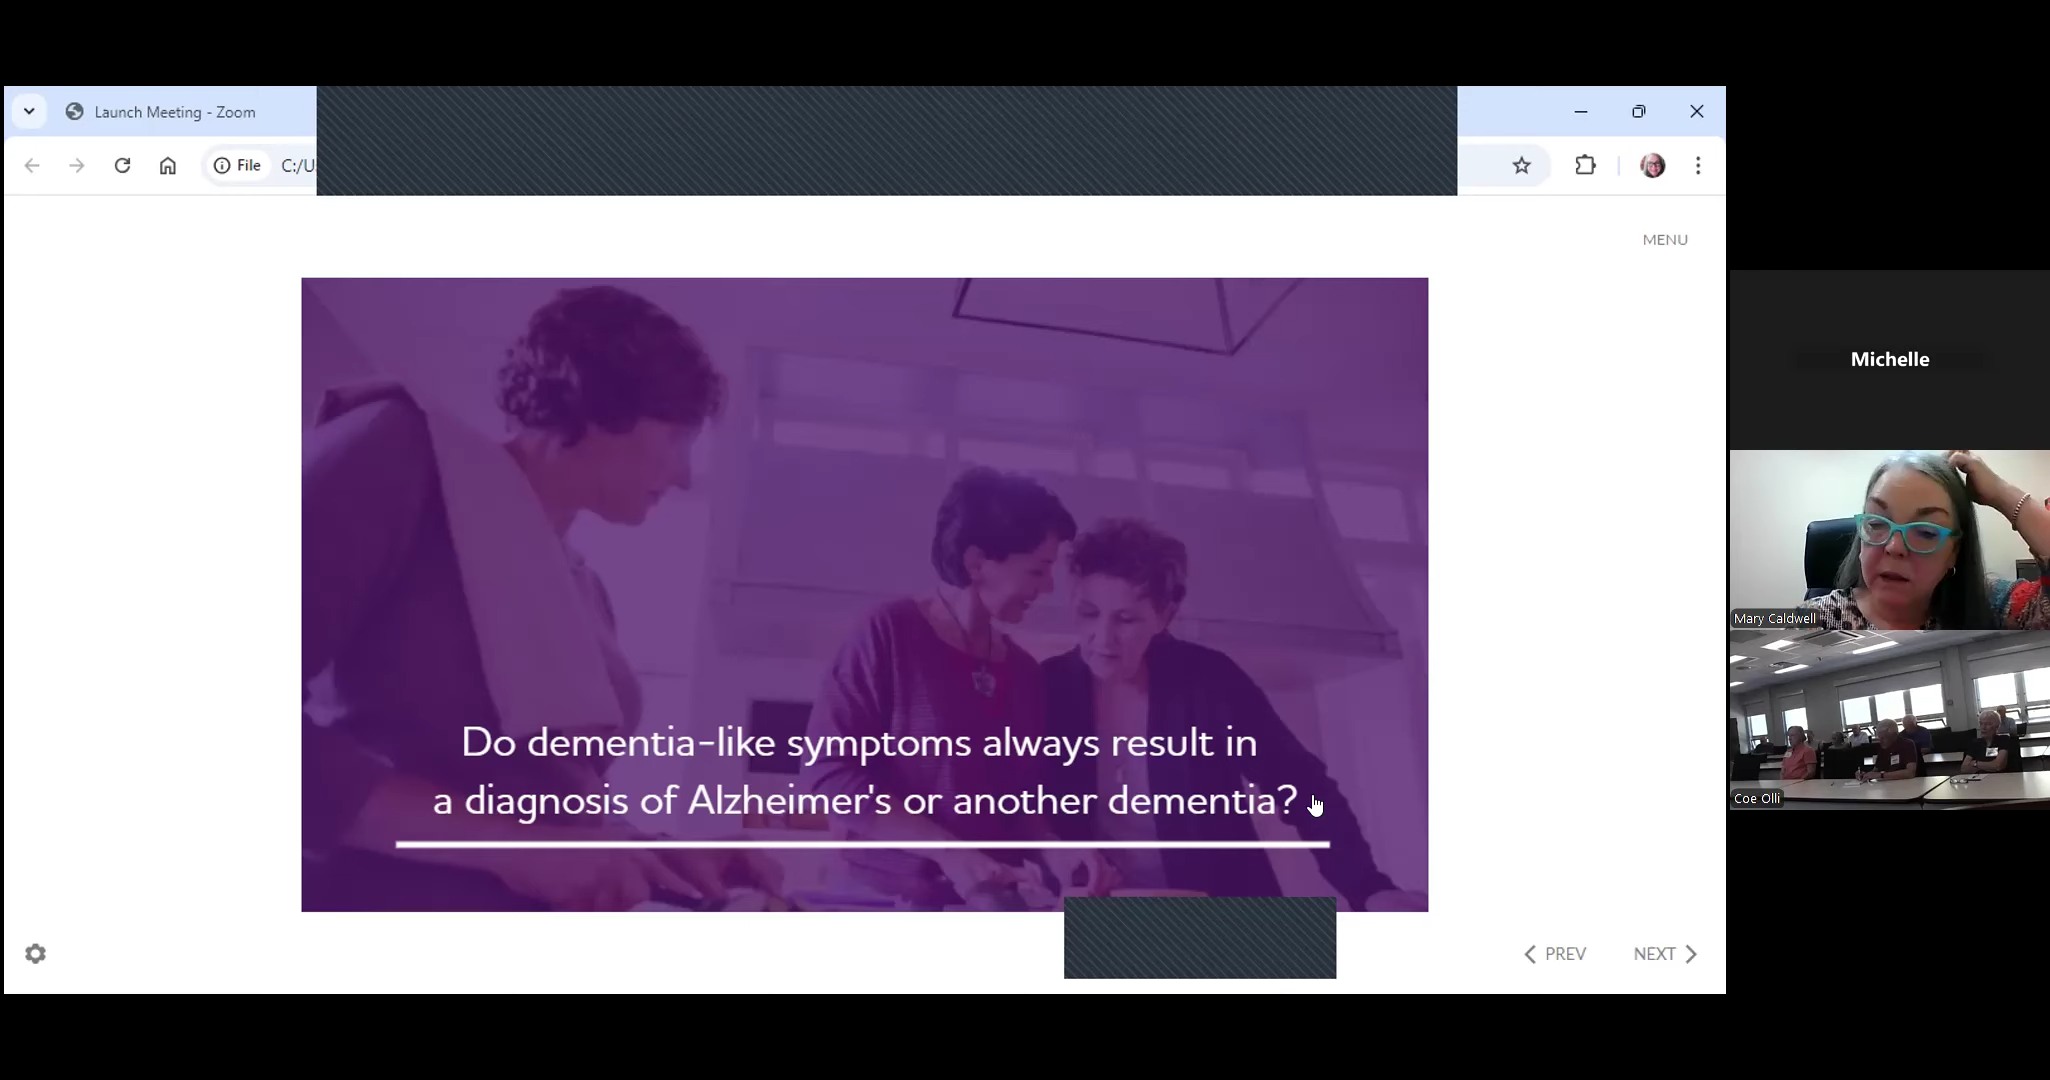 Launch Meeting - Zoom
File C:/U
MENU
Do dementia-like symptoms always result in
a diagnosis of Alzheimer's or another dementia?
PREV NEXT
Michelle
Mary Caldwell
Coe Olli